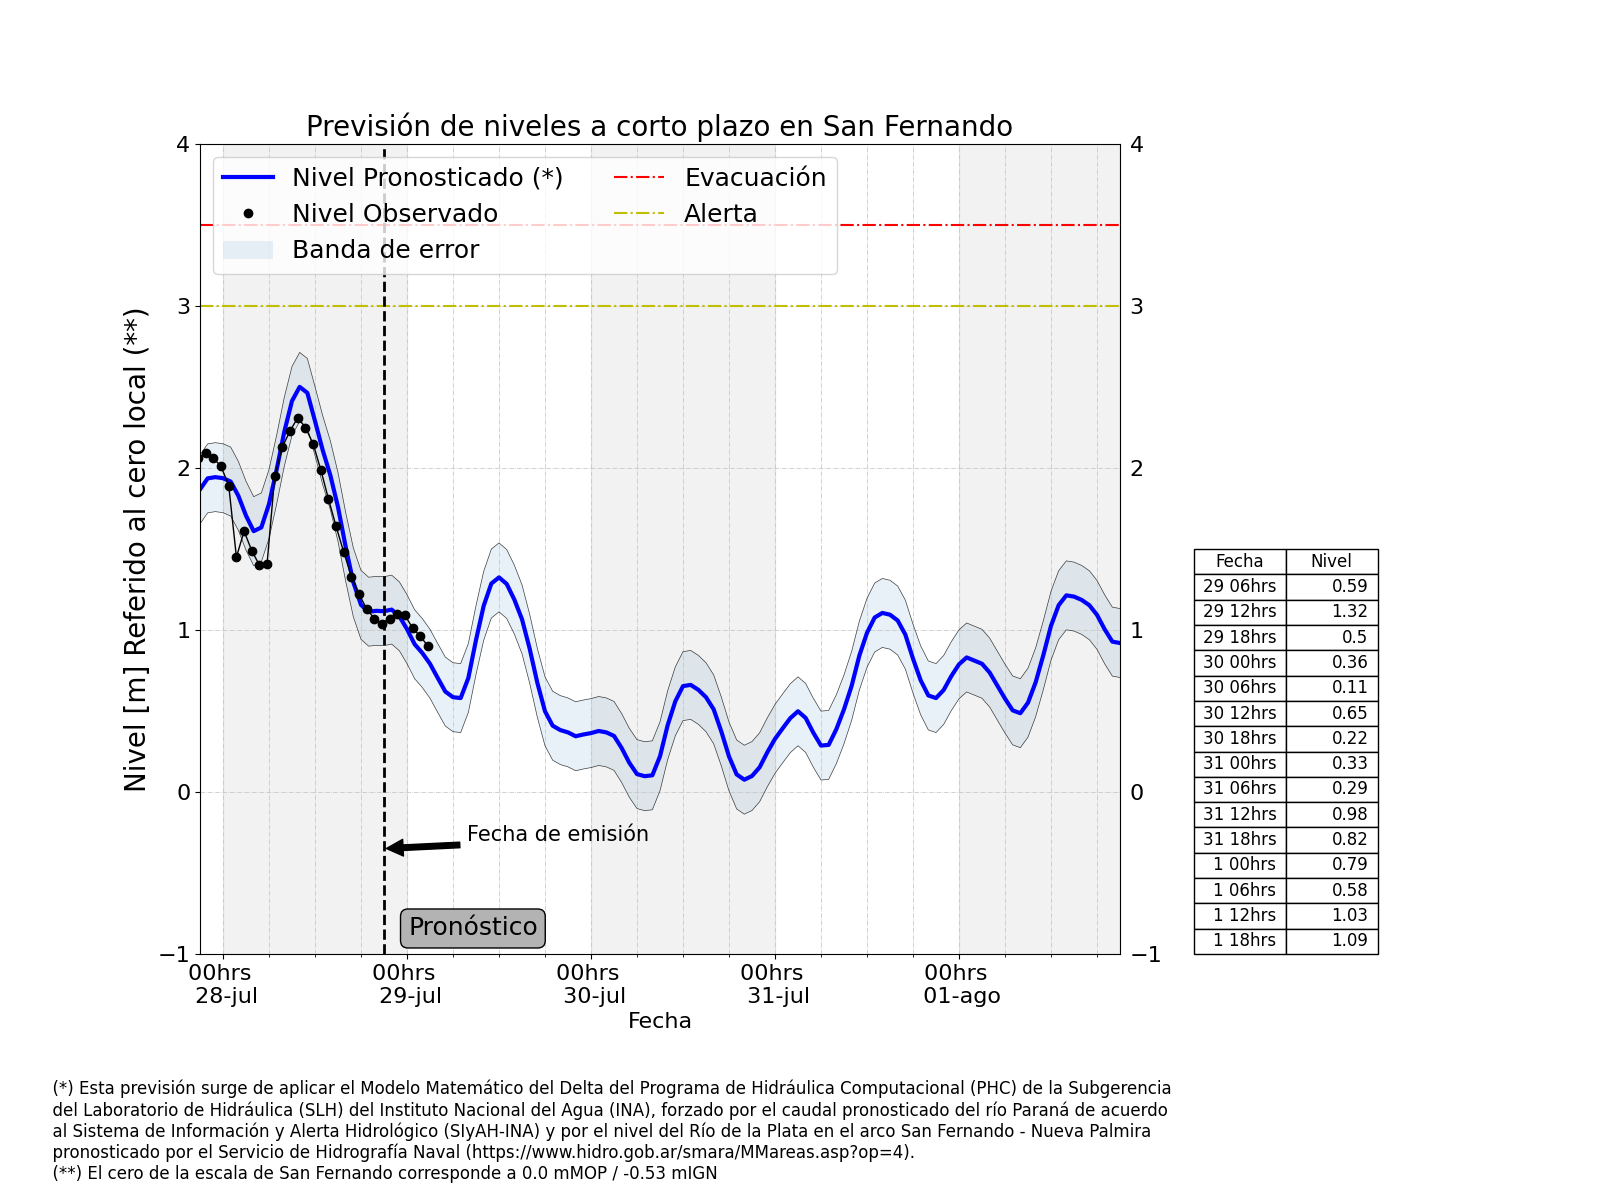 Previsión de niveles a corto plazo en San Fernando
Nivel Pronosticado (*)
Nivel Observado
Banda de error
Evacuación
Alerta
Nivel [m] Referido al cero local (**)
4
3
2
1
0
−1
4
3
2
1
0
−1
Fecha de emisión
Pronóstico
00hrs
28-jul
00hrs
29-jul
00hrs
30-jul
00hrs
31-jul
00hrs
01-ago
Fecha
Fecha Nivel
29 06hrs 0.59
29 12hrs 1.32
29 18hrs 0.5
30 00hrs 0.36
30 06hrs 0.11
30 12hrs 0.65
30 18hrs 0.22
31 00hrs 0.33
31 06hrs 0.29
31 12hrs 0.98
31 18hrs 0.82
1 00hrs 0.79
1 06hrs 0.58
1 12hrs 1.03
1 18hrs 1.09
(*) Esta previsión surge de aplicar el Modelo Matemático del Delta del Programa de Hidráulica Computacional (PHC) de la Subgerencia
del Laboratorio de Hidráulica (SLH) del Instituto Nacional del Agua (INA), forzado por el caudal pronosticado del río Paraná de acuerdo
al Sistema de Información y Alerta Hidrológico (SIyAH-INA) y por el nivel del Río de la Plata en el arco San Fernando - Nueva Palmira
pronosticado por el Servicio de Hidrografía Naval (https://www.hidro.gob.ar/smara/MMareas.asp?op=4).
(**) El cero de la escala de San Fernando corresponde a 0.0 mMOP / -0.53 mIGN